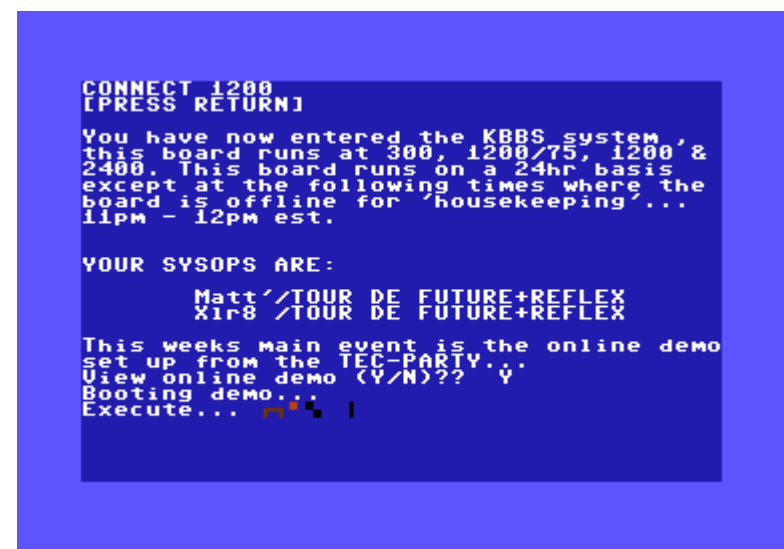 CONNECT 1200
[PRESS RETURN]
You have now entered the KBBS system ,
this board runs at 300, 1200/75, 1200 &
2400. This board runs on a 24hr basis
except at the following times where the
board is offline for 'housekeeping'...
11pm - 12pm est.
YOUR SYSOPS ARE:
Matt'/TOUR DE FUTURE+REFLEX
X1r8 /TOUR DE FUTURE+REFLEX
This weeks main event is the online demo
set up from the TEC-PARTY...
View online demo (Y/N)?? Y
Booting demo...
Execute...